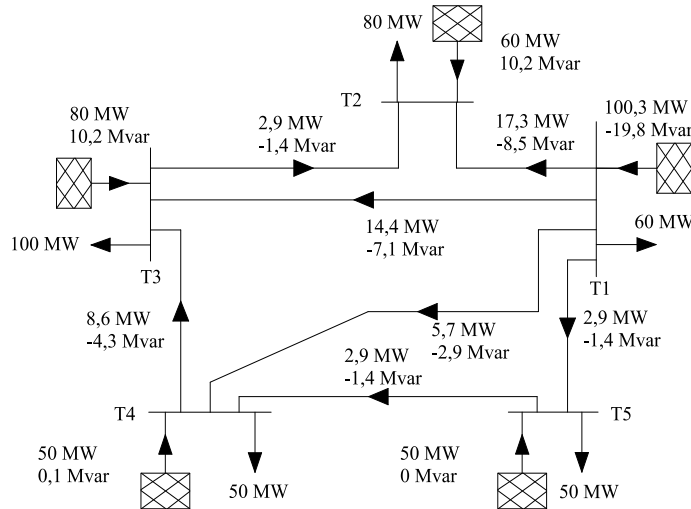 80 MW
60 MW
10,2 Mvar
T2
80 MW
10,2 Mvar
2,9 MW
-1,4 Mvar
17,3 MW
-8,5 Mvar
100,3 MW
-19,8 Mvar
14,4 MW
-7,1 Mvar
60 MW
100 MW
T3
T1
8,6 MW
-4,3 Mvar
5,7 MW
-2,9 Mvar
2,9 MW
-1,4 Mvar
2,9 MW
-1,4 Mvar
T4
T5
50 MW
0,1 Mvar
50 MW
50 MW
0 Mvar
50 MW